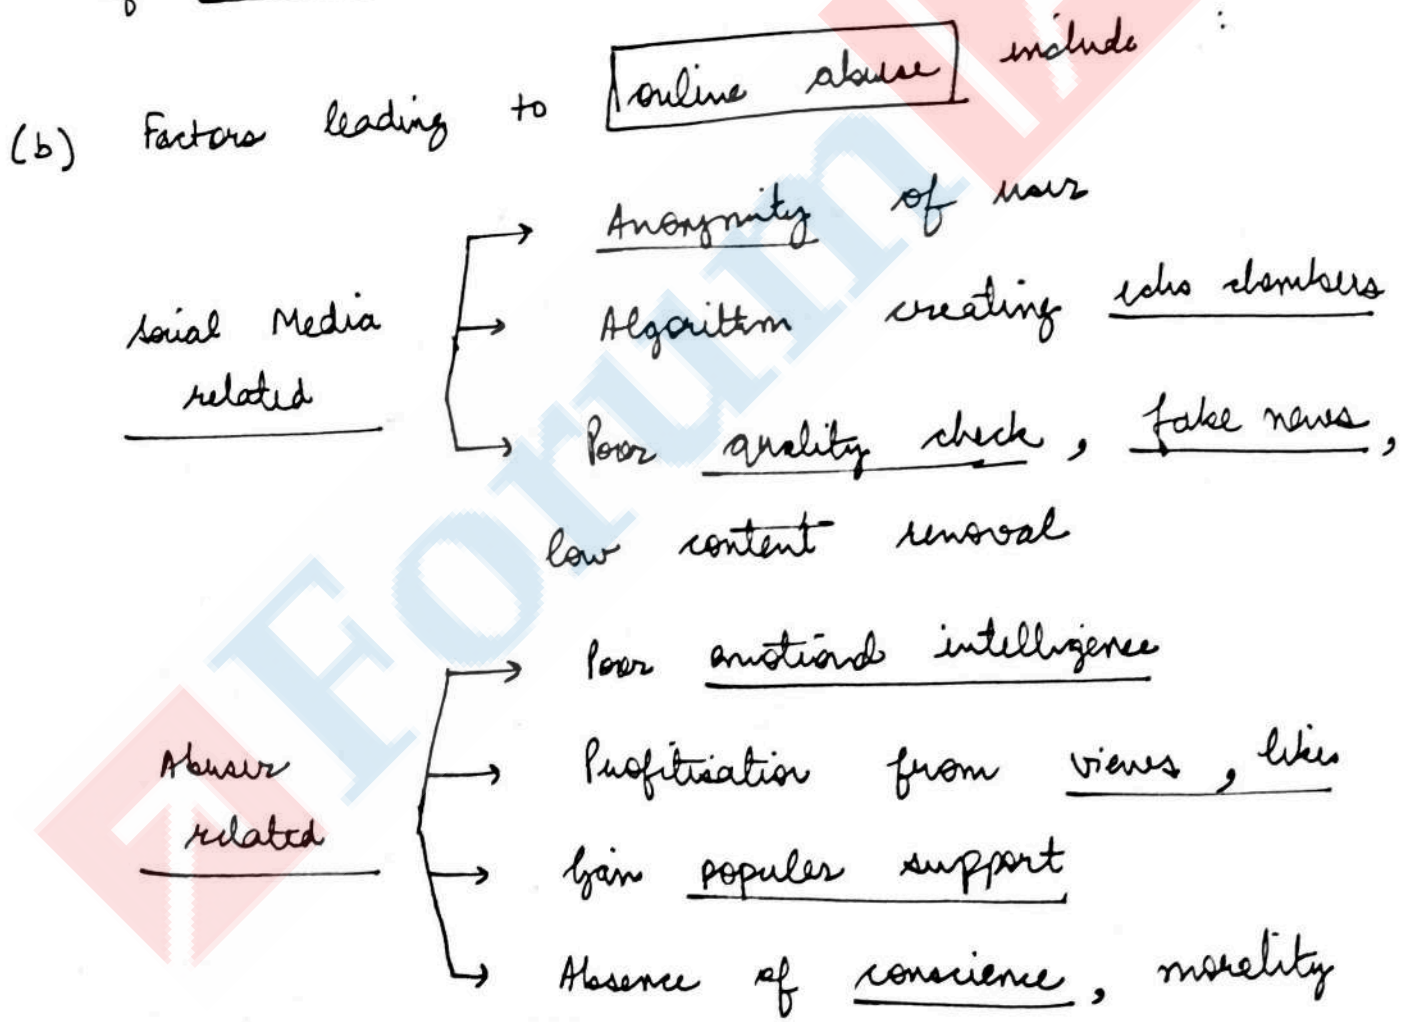 (b) Factors leading to online abuse include :
Anonymity of user
Social Media related
Algorithm creating echo chambers
Poor quality check, fake news,
low content removal
Poor emotional intelligence
Abuser related
Profitisation from views, likes
Gain popular support
Absence of conscience, morality
Forum